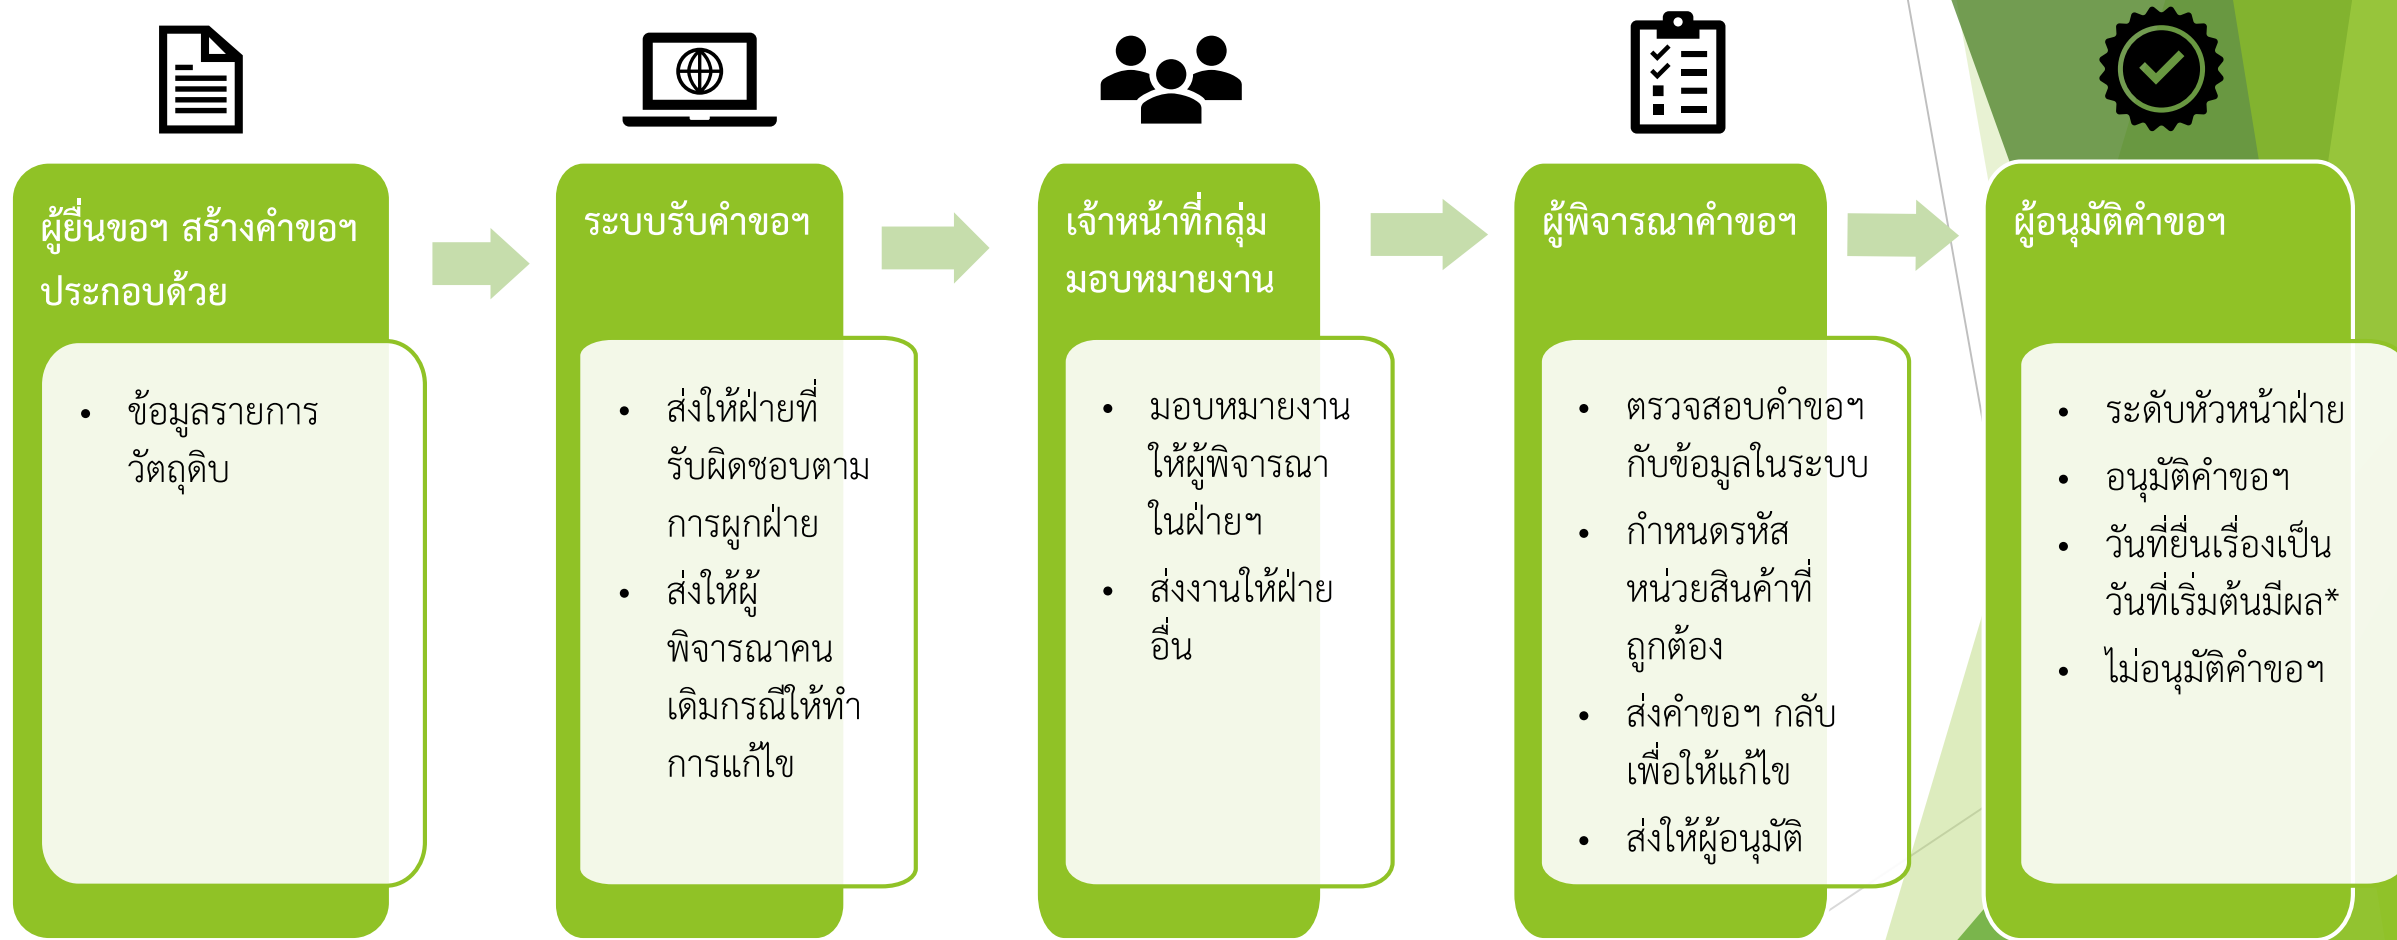 ผู้ยื่นขอฯ สร้างคำขอฯ
ประกอบด้วย
• ข้อมูลรายการ
วัตถุดิบ
ระบบรับคำขอฯ
• ส่งให้ฝ่ายที่
รับผิดชอบตาม
การผูกฝ่าย
• ส่งให้ผู้
พิจารณาคน
เดิมกรณีให้ทำ
การแก้ไข
เจ้าหน้าที่กลุ่ม
มอบหมายงาน
• มอบหมายงาน
ให้ผู้พิจารณา
ในฝ่ายฯ
• ส่งงานให้ฝ่าย
อื่น
ผู้พิจารณาคำขอฯ
• ตรวจสอบคำขอฯ
กับข้อมูลในระบบ
• กำหนดรหัส
หน่วยสินค้าที่
ถูกต้อง
• ส่งคำขอฯ กลับ
เพื่อให้แก้ไข
• ส่งให้ผู้อนุมัติ
ผู้อนุมัติคำขอฯ
• ระดับหัวหน้าฝ่าย
• อนุมัติคำขอฯ
• วันที่ยื่นเรื่องเป็น
วันที่เริ่มต้นมีผล*
• ไม่อนุมัติคำขอฯ